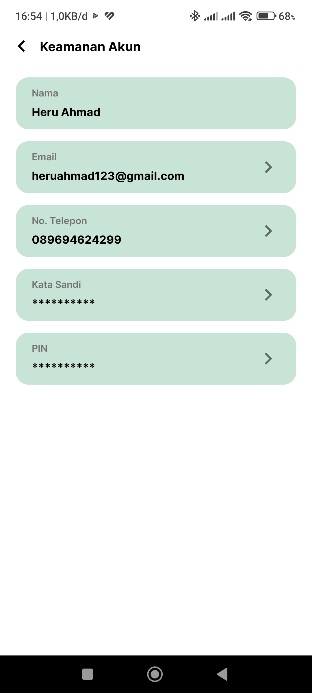 16:54 | 1,0KB/d
68%
Keamanan Akun
Nama
Heru Ahmad
Email
heruahmad123@gmail.com
No. Telepon
089694624299
Kata Sandi
**********
PIN
**********